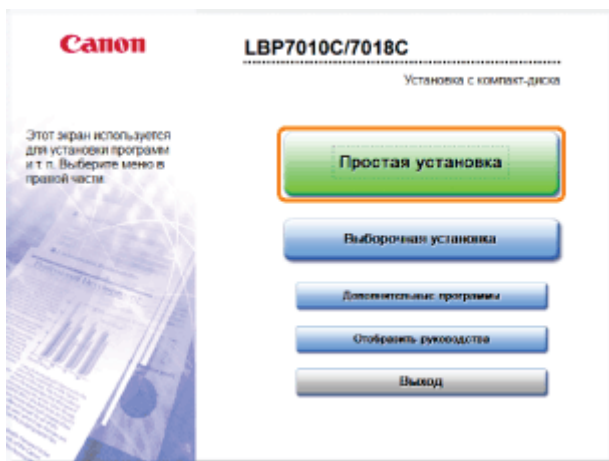 Canon
LBP7010C/7018C
Установка с компакт-диска
Этот экран используется
для установки программ
и т п. Выберите меню в
правой части.
Простая установка
Выборочная установка
Дополнительные программы
Отобразить руководства
Выход